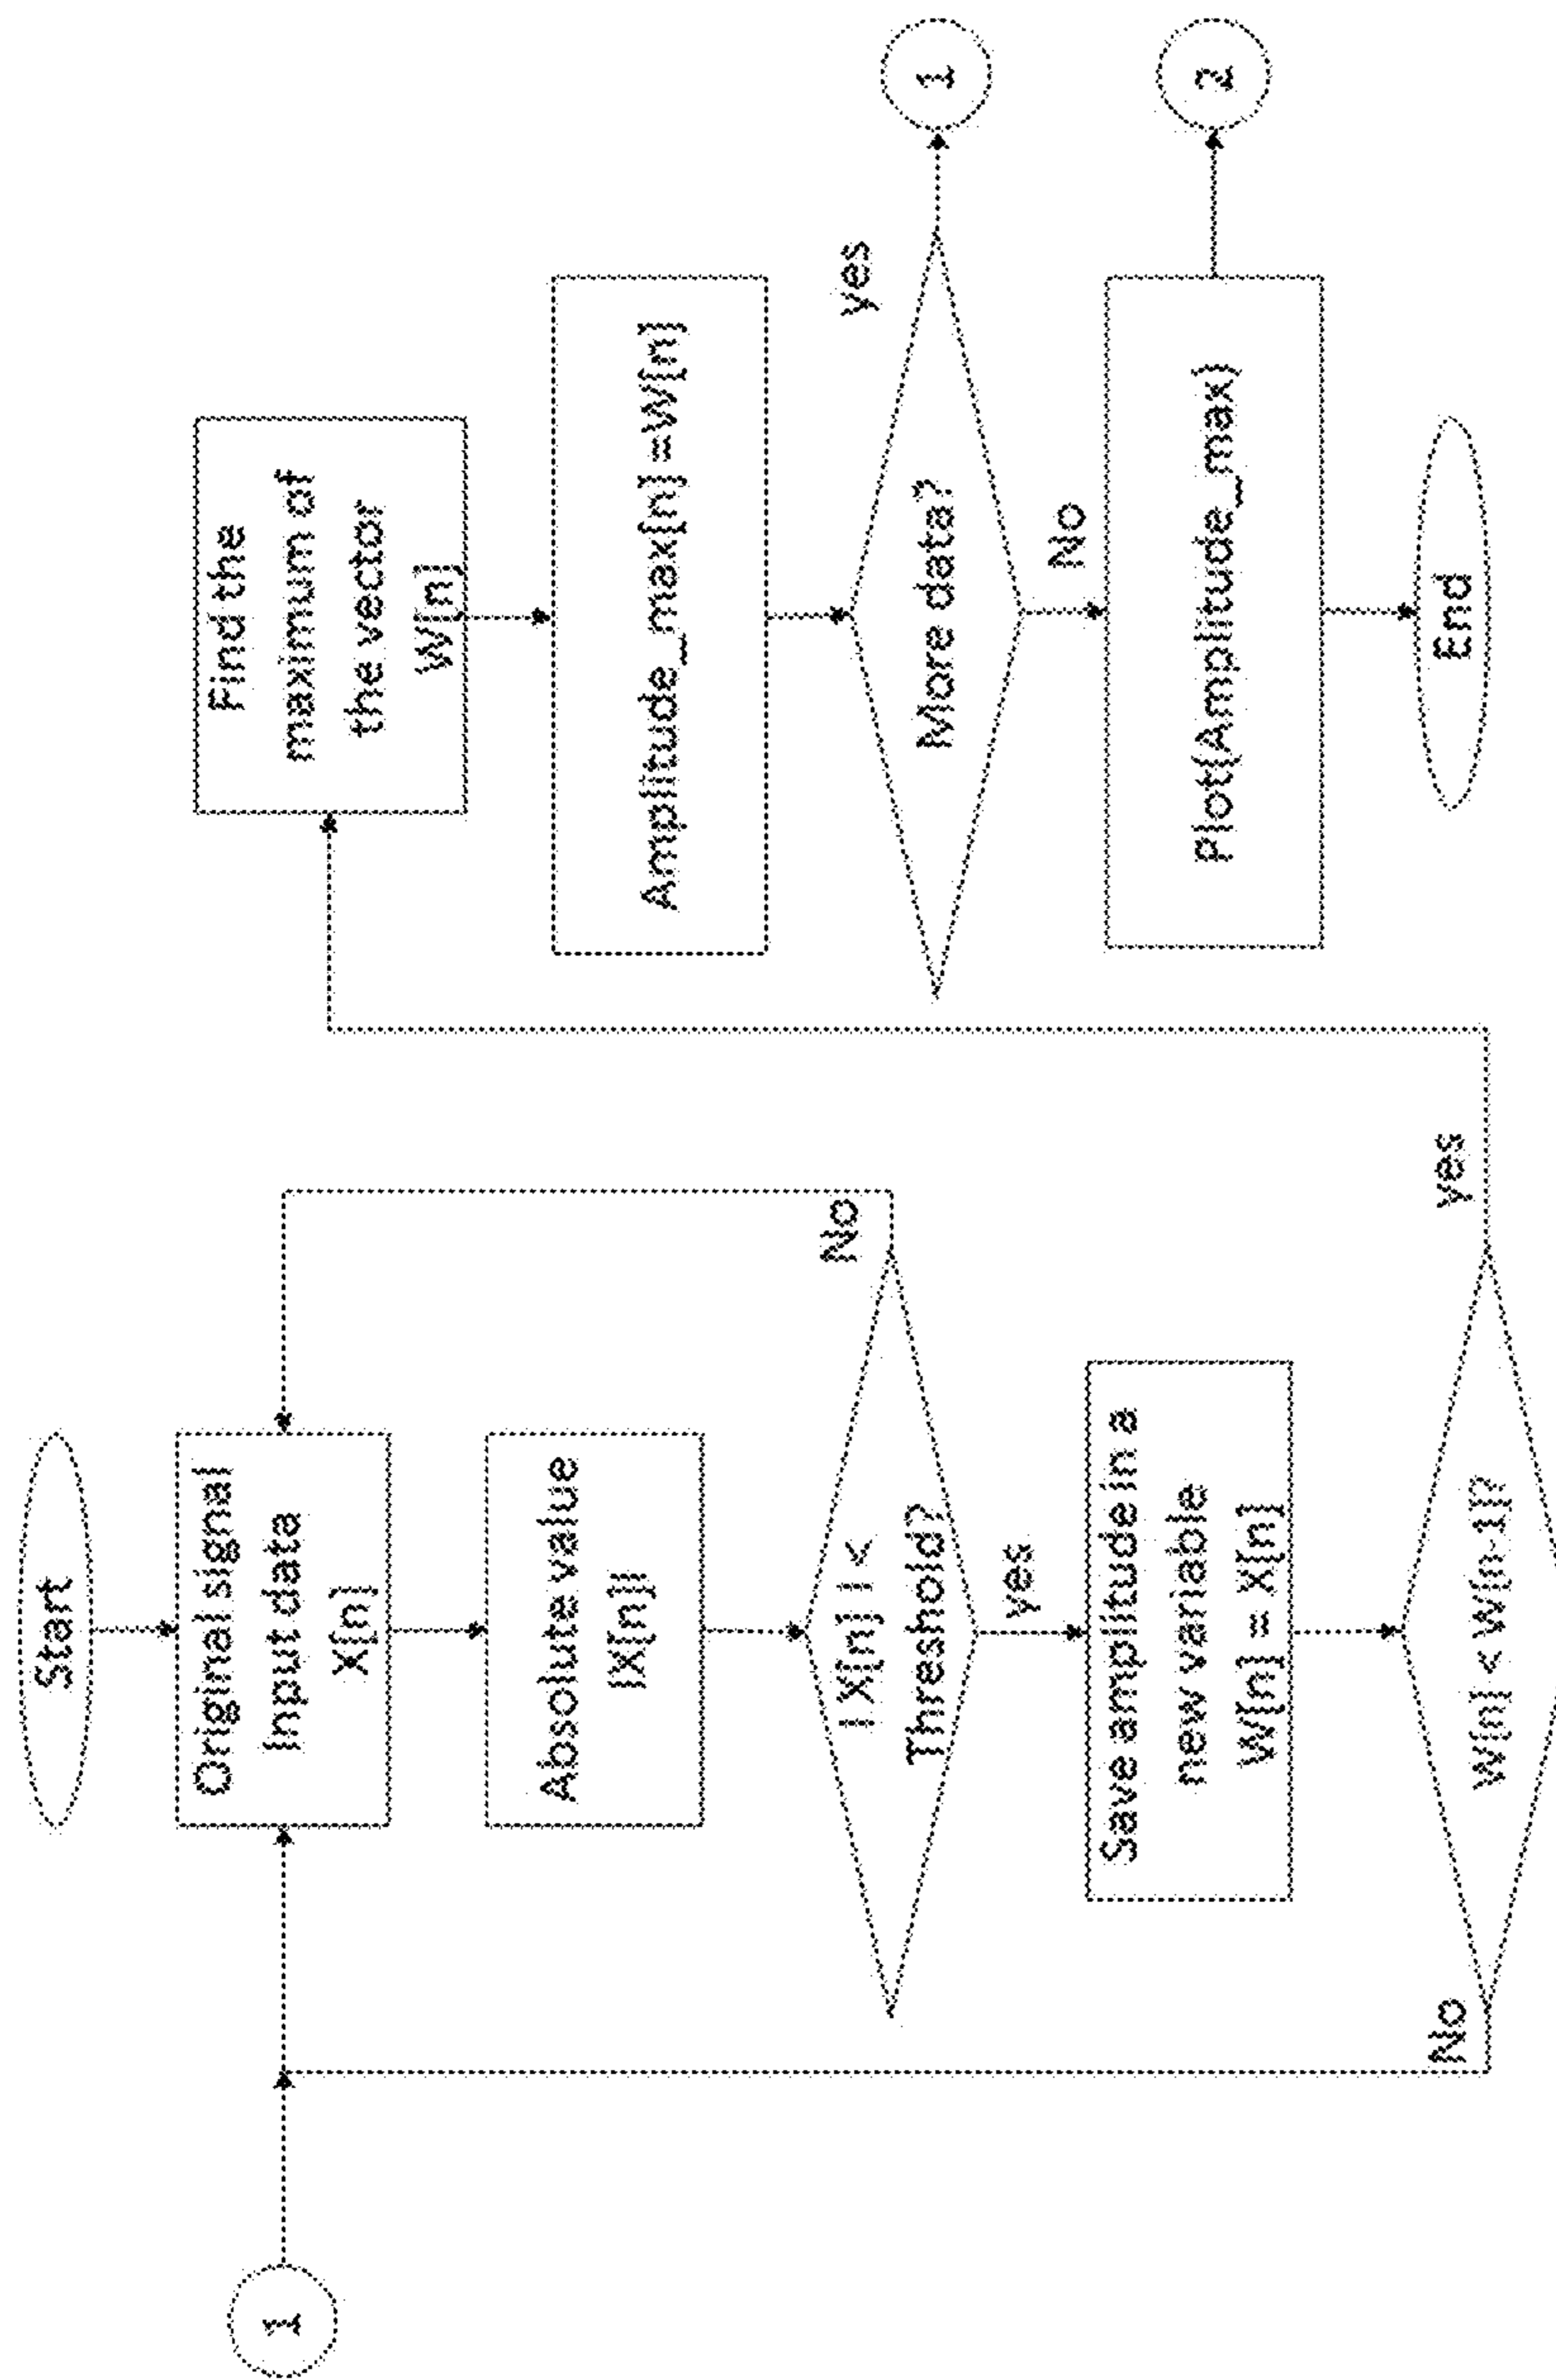 Start
1
Original signal
Input data
X[n]
Absolute value
|X[n]|
| X[n] | <
Threshold?
No
yes
Save amplitude in a
new variable
W[n] = X[n]
W[n] < W[n-1]?
No
yes
Find the
maximum of
the vector
W[n]
Amplitude_max[n] =W[n]
More data?
yes
1
No
Plot(Amplitude_max)
2
End